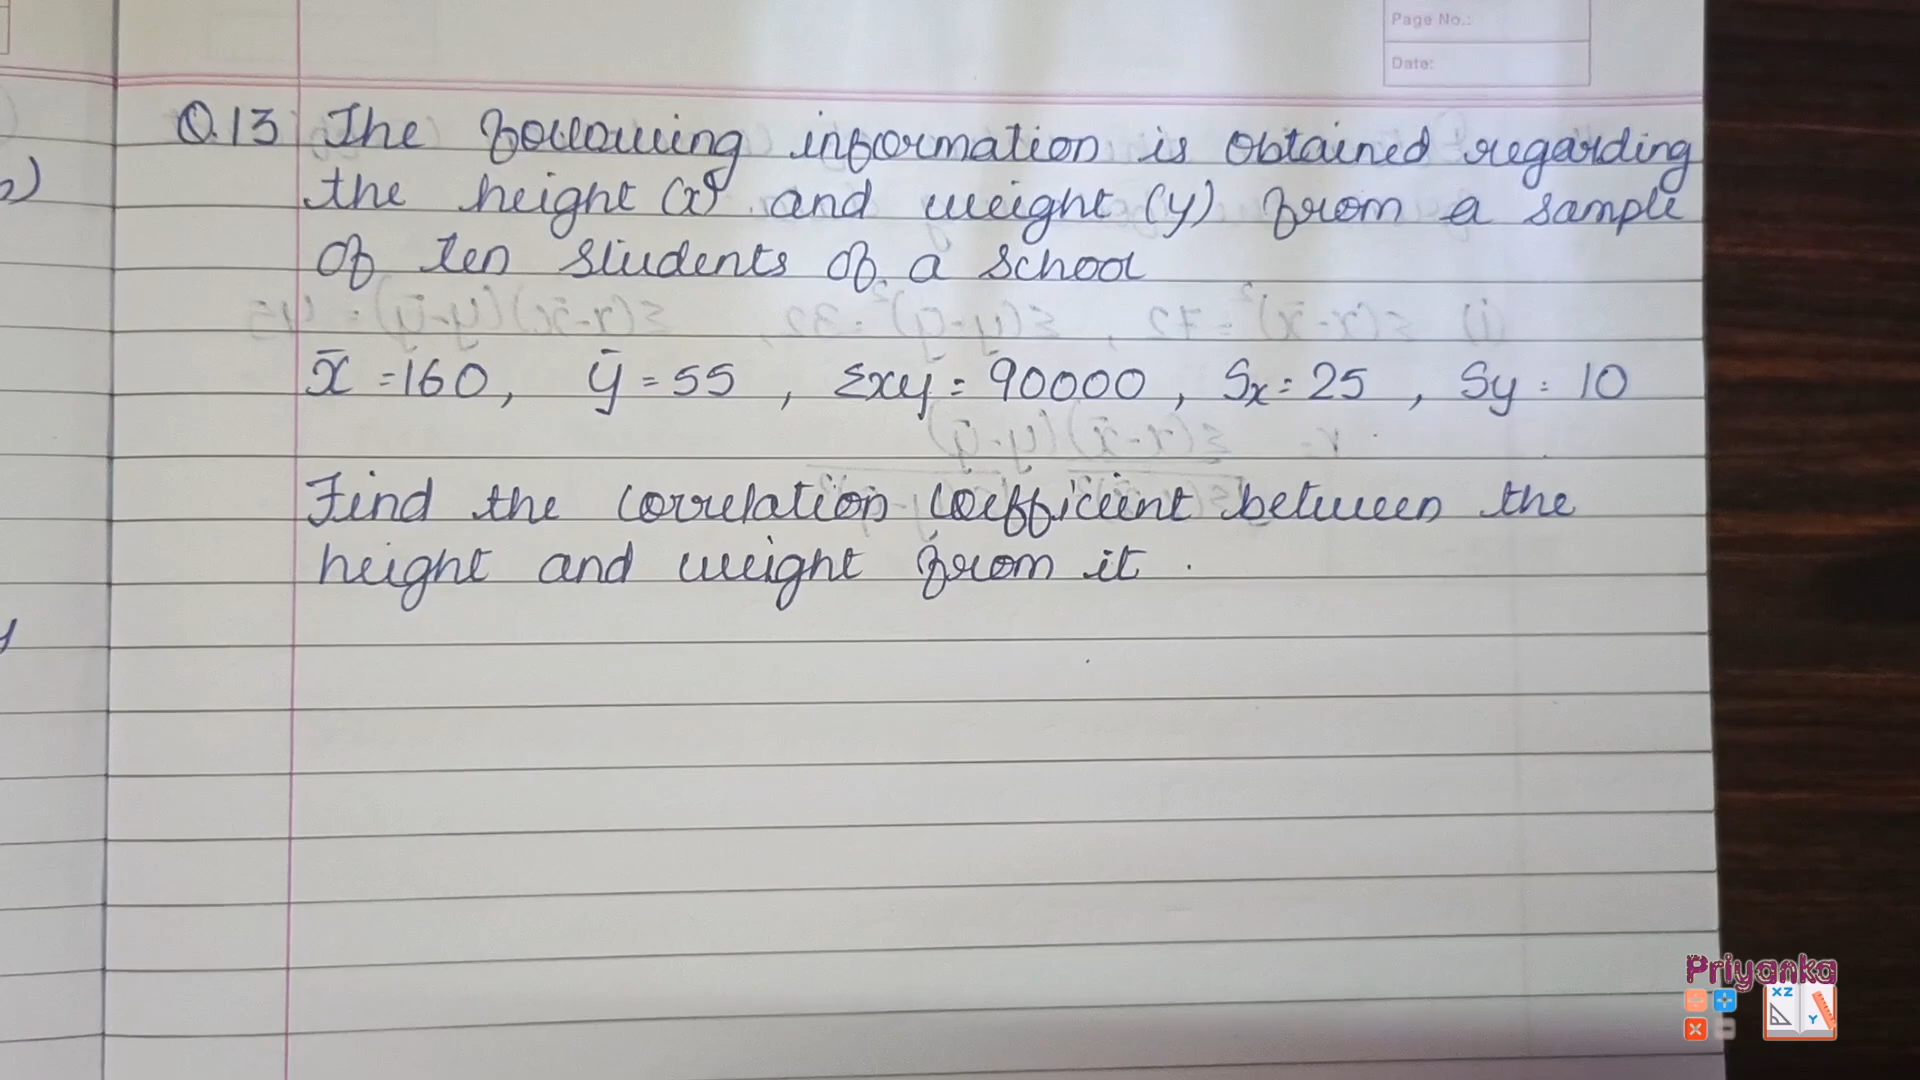 Page No.:
Date:
Q.13 The following information is obtained regarding
the height (x) and weight (y) from a sample
of ten students of a school
x̄ = 160, ȳ = 55, Σxy = 90000, Sx = 25, Sy = 10
Find the correlation coefficient between the
height and weight from it.
Priyanka
XZ
Y